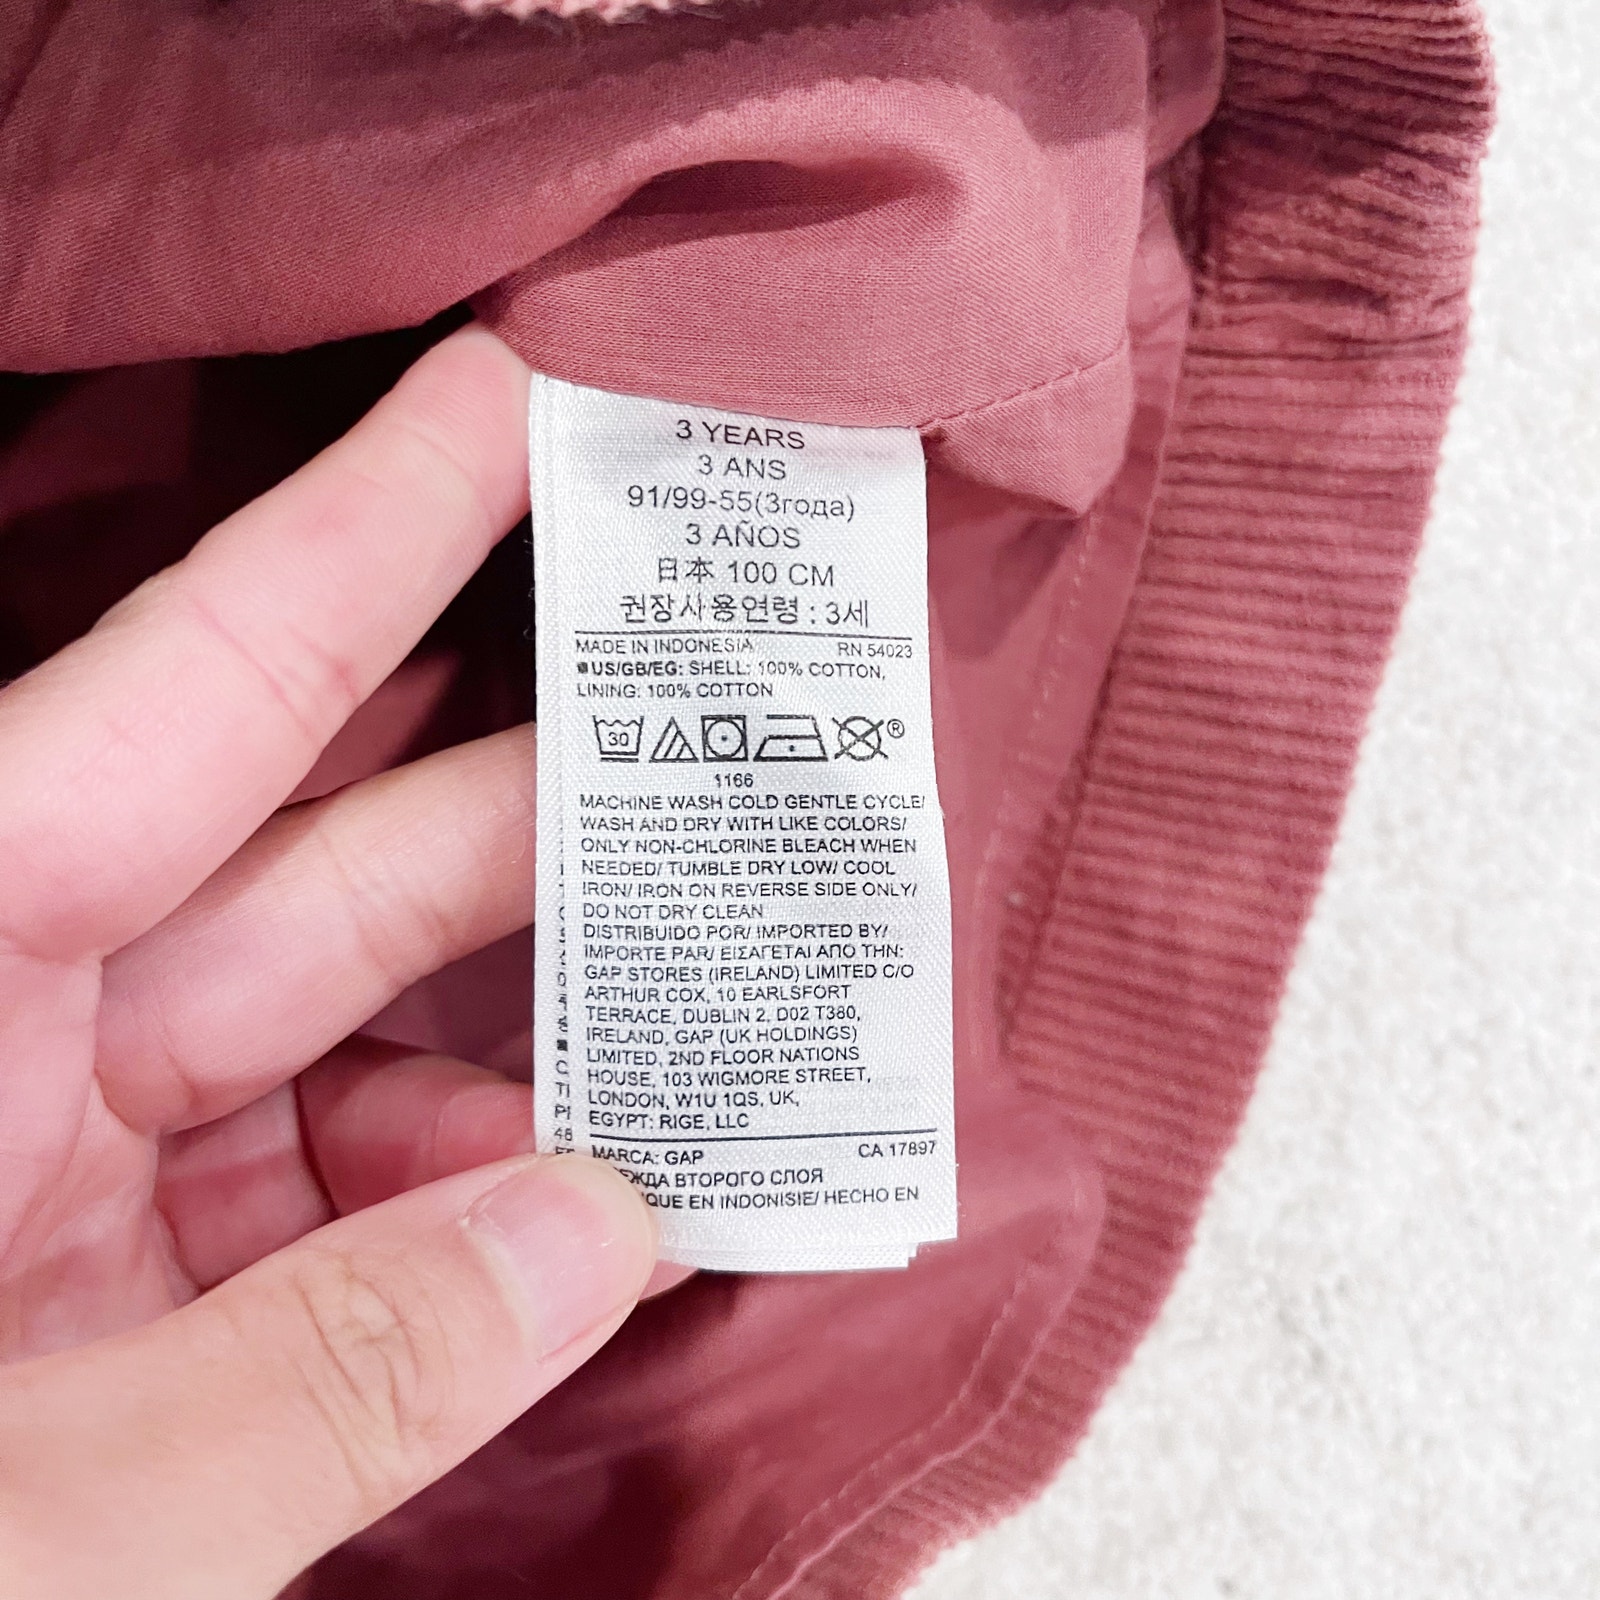 3 YEARS
3 ANS
91/99-55(3года)
3 AÑOS
日本 100 CM
권장사용연령 : 3세
MADE IN INDONESIA RN 54023
■US/GB/EG: SHELL: 100% COTTON,
LINING: 100% COTTON
30 ®
1166
MACHINE WASH COLD GENTLE CYCLE/
WASH AND DRY WITH LIKE COLORS/
ONLY NON-CHLORINE BLEACH WHEN
NEEDED/ TUMBLE DRY LOW/ COOL
IRON/ IRON ON REVERSE SIDE ONLY/
DO NOT DRY CLEAN
DISTRIBUIDO POR/ IMPORTED BY/
IMPORTE PAR/ ΕΙΣΑΓΕΤΑΙ ΑΠΟ ΤΗΝ:
GAP STORES (IRELAND) LIMITED C/O
ARTHUR COX, 10 EARLSFORT
TERRACE, DUBLIN 2, D02 T380,
IRELAND, GAP (UK HOLDINGS)
LIMITED, 2ND FLOOR NATIONS
HOUSE, 103 WIGMORE STREET,
LONDON, W1U 1QS, UK,
EGYPT: RIGE, LLC
MARCA: GAP CA 17897
ВТОРОГО СЛОЯ
EN INDONISIE/ HECHO EN